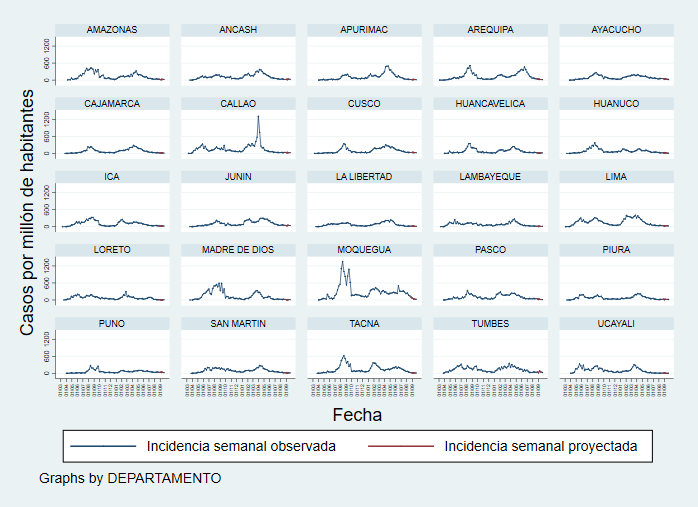 AMAZONAS ANCASH APURIMAC AREQUIPA AYACUCHO
0 600 1200
CAJAMARCA CALLAO CUSCO HUANCAVELICA HUANUCO
0 600 1200
ICA JUNIN LA LIBERTAD LAMBAYEQUE LIMA
0 600 1200
LORETO MADRE DE DIOS MOQUEGUA PASCO PIURA
0 600 1200
PUNO SAN MARTIN TACNA TUMBES UCAYALI
0 600 1200
Casos por millón de habitantes
Fecha
Incidencia semanal observada Incidencia semanal proyectada
Graphs by DEPARTAMENTO